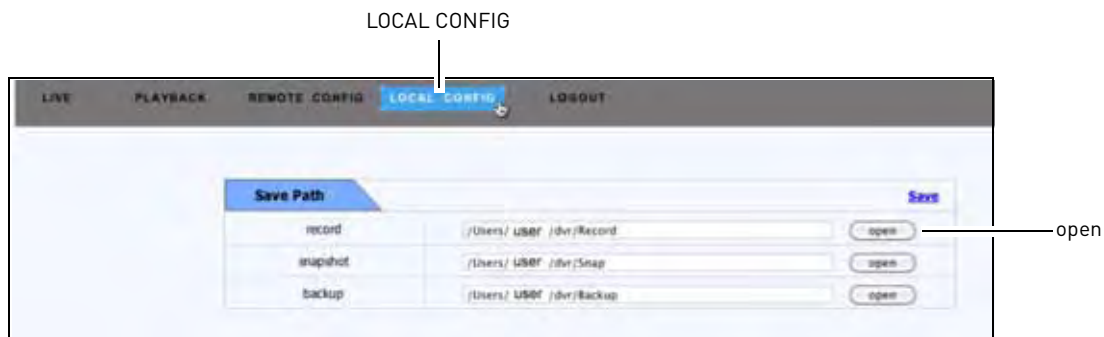 LOCAL CONFIG
LIVE PLAYBACK REMOTE CONFIG LOCAL CONFIG LOGOUT
Save Path Save
record /Users/ user /dvr/Record open open
snapshot /Users/ user /dvr/Snap open
backup /Users/ user /dvr/Backup open